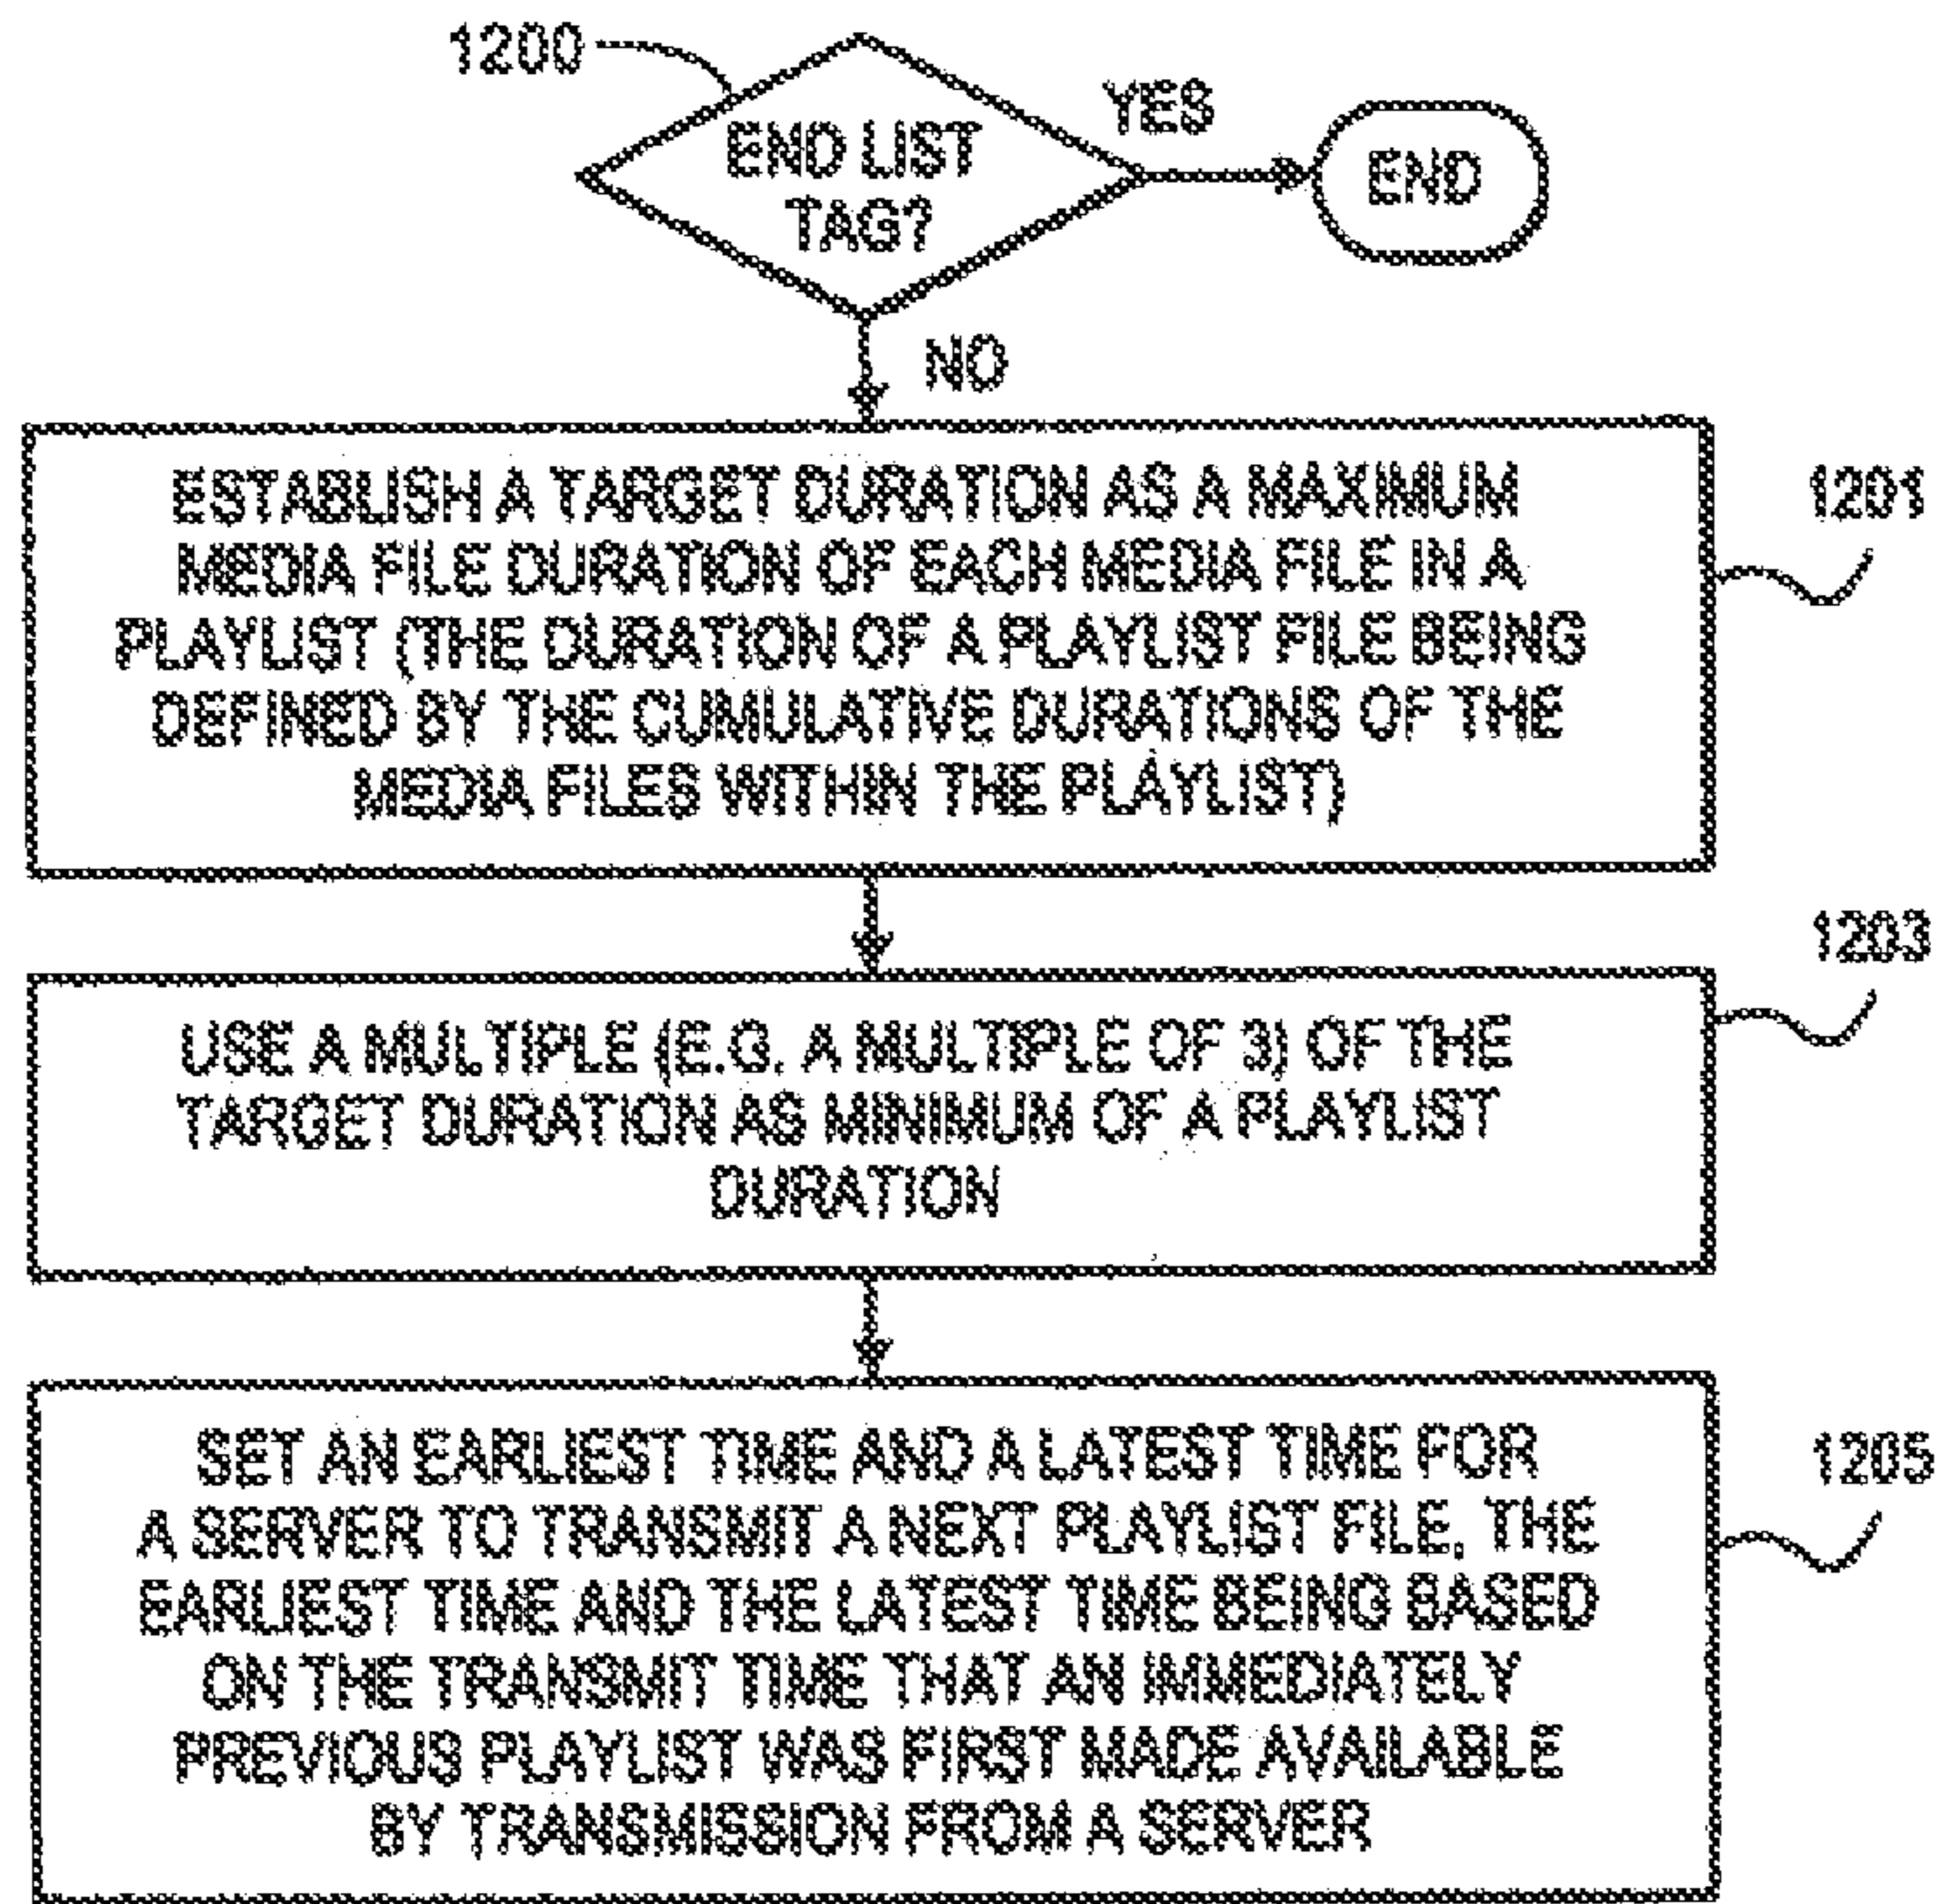 1200
YES
END LIST
TAG?
END
NO
ESTABLISH A TARGET DURATION AS A MAXIMUM
MEDIA FILE DURATION OF EACH MEDIA FILE IN A
PLAYLIST (THE DURATION OF A PLAYLIST FILE BEING
DEFINED BY THE CUMULATIVE DURATIONS OF THE
MEDIA FILES WITHIN THE PLAYLIST)
1201
1203
USE A MULTIPLE (E.G. A MULTIPLE OF 3) OF THE
TARGET DURATION AS MINIMUM OF A PLAYLIST
DURATION
SET AN EARLIEST TIME AND A LATEST TIME FOR
A SERVER TO TRANSMIT A NEXT PLAYLIST FILE, THE
EARLIEST TIME AND THE LATEST TIME BEING BASED
ON THE TRANSMIT TIME THAT AN IMMEDIATELY
PREVIOUS PLAYLIST WAS FIRST MADE AVAILABLE
BY TRANSMISSION FROM A SERVER
1205